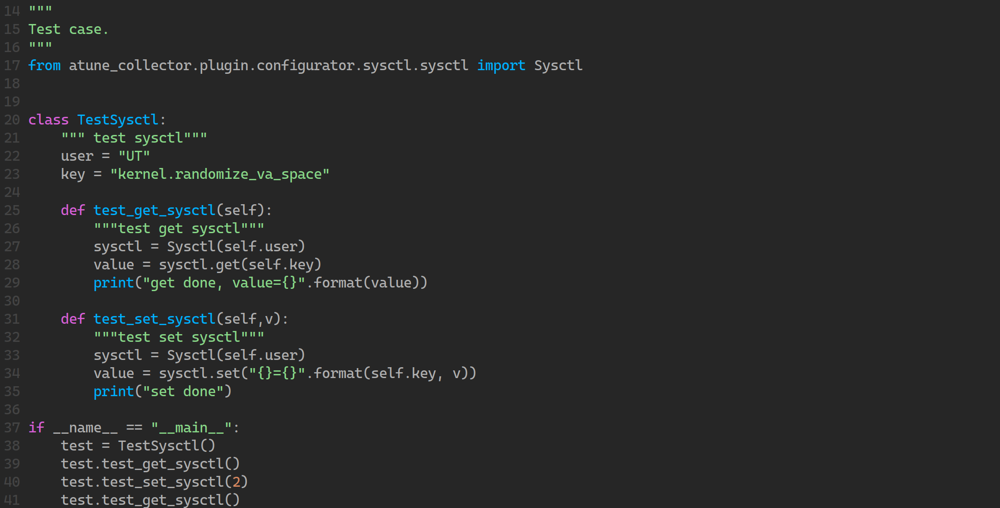 14 """
15 Test case.
16 """
17 from atune_collector.plugin.configurator.sysctl.sysctl import Sysctl
18
19
20 class TestSysctl:
21     """ test sysctl"""
22     user = "UT"
23     key = "kernel.randomize_va_space"
24
25     def test_get_sysctl(self):
26         """test get sysctl"""
27         sysctl = Sysctl(self.user)
28         value = sysctl.get(self.key)
29         print("get done, value={}".format(value))
30
31     def test_set_sysctl(self,v):
32         """test set sysctl"""
33         sysctl = Sysctl(self.user)
34         value = sysctl.set("{}={}".format(self.key, v))
35         print("set done")
36
37 if __name__ == "__main__":
38     test = TestSysctl()
39     test.test_get_sysctl()
40     test.test_set_sysctl(2)
41     test.test_get_sysctl()